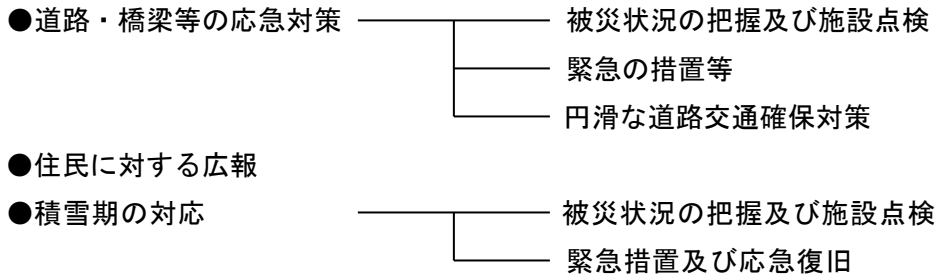 ●道路・橋梁等の応急対策 被災状況の把握及び施設点検
緊急の措置等
円滑な道路交通確保対策
●住民に対する広報
●積雪期の対応 被災状況の把握及び施設点検
緊急措置及び応急復旧